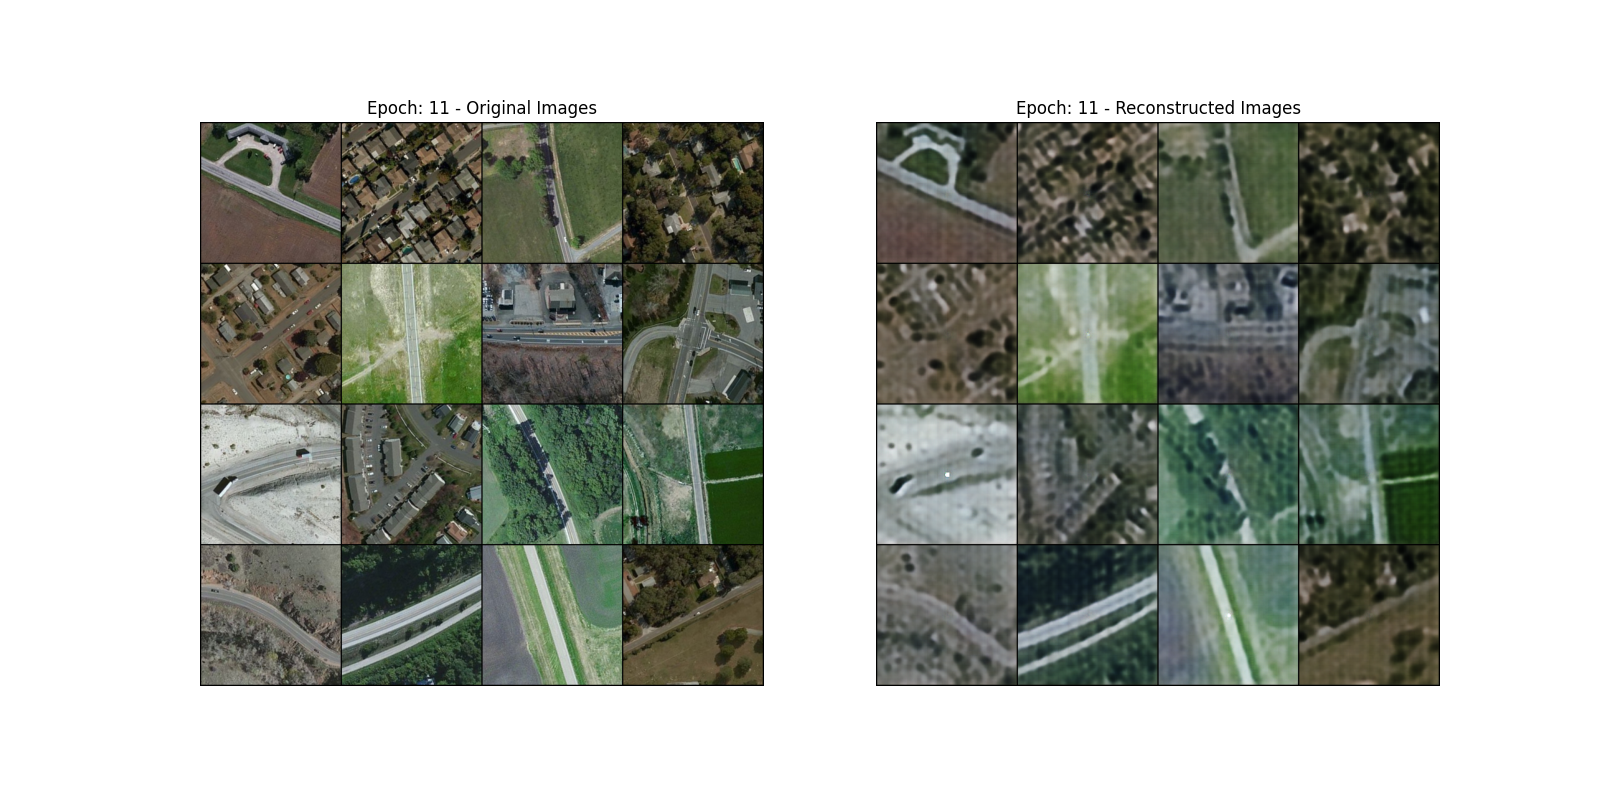 Epoch: 11 - Original Images
Epoch: 11 - Reconstructed Images